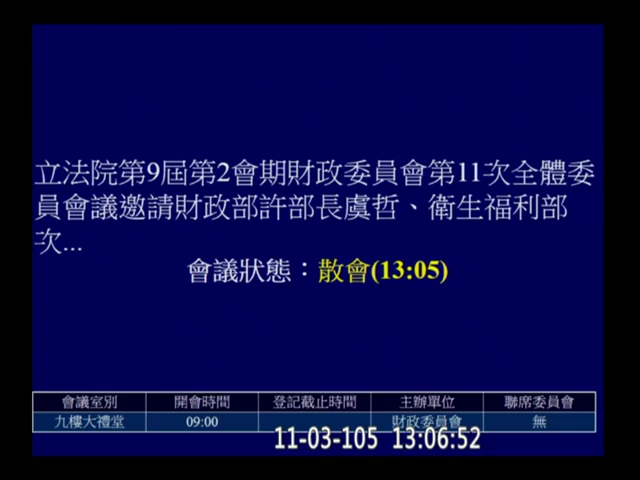 立法院第9屆第2會期財政委員會第11次全體委
員會議邀請財政部許部長虞哲、衛生福利部
次...
會議狀態：散會(13:05)
會議室別 開會時間 登記截止時間 主辦單位 聯席委員會
九樓大禮堂 09:00 財政委員會 無
11-03-105 13:06:52